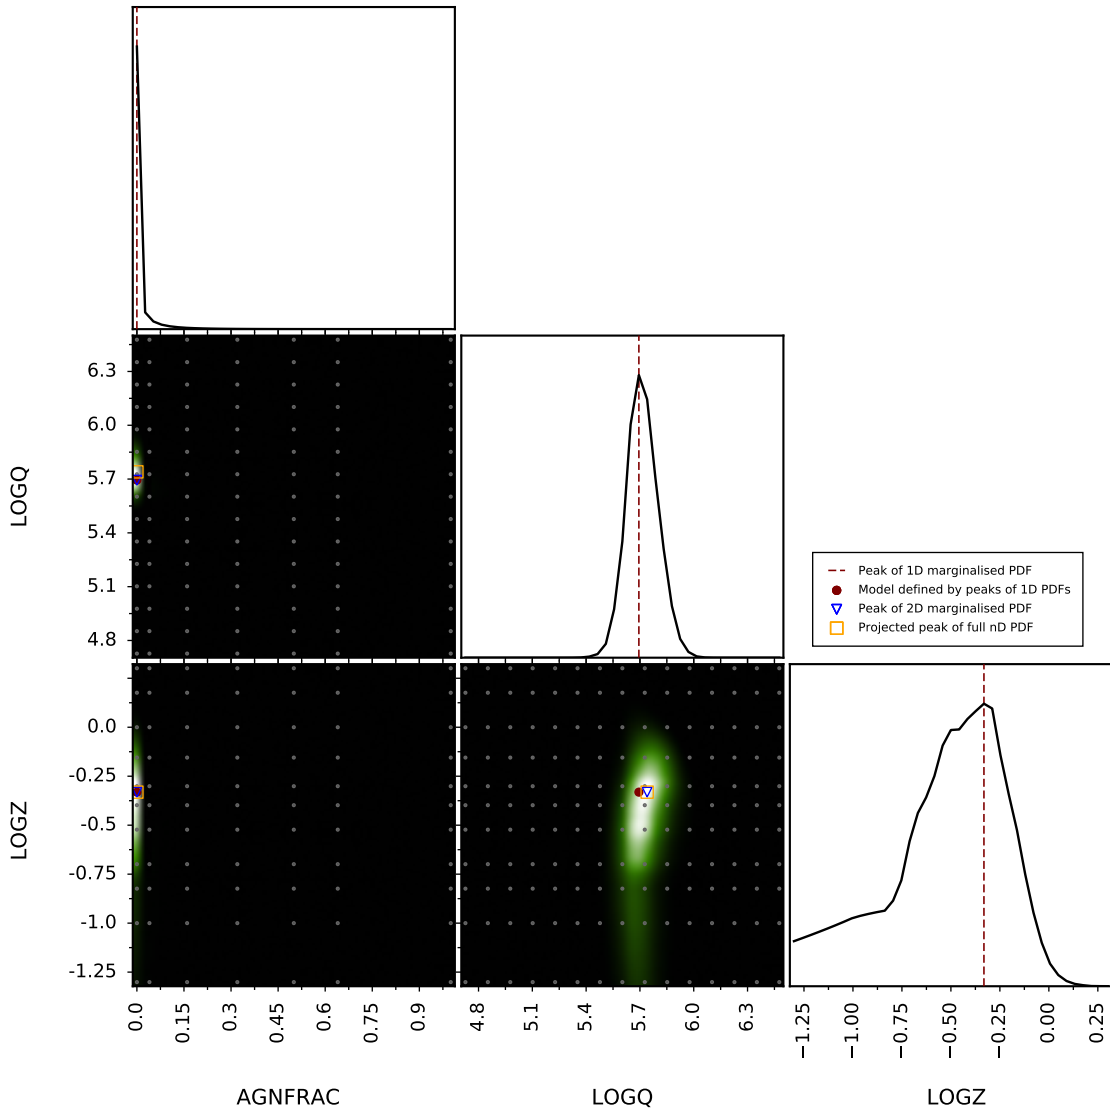 LOGQ
6.3
6.0
5.7
5.4
5.1
4.8
Peak of 1D marginalised PDF
Model defined by peaks of 1D PDFs
Peak of 2D marginalised PDF
Projected peak of full nD PDF
LOGZ
0.0
-0.25
-0.5
-0.75
-1.0
-1.25
0.0 0.15 0.3 0.45 0.6 0.75 0.9
4.8 5.1 5.4 5.7 6.0 6.3
−1.25 −1.00 −0.75 −0.50 −0.25 0.00 0.25
AGNFRAC LOGQ LOGZ